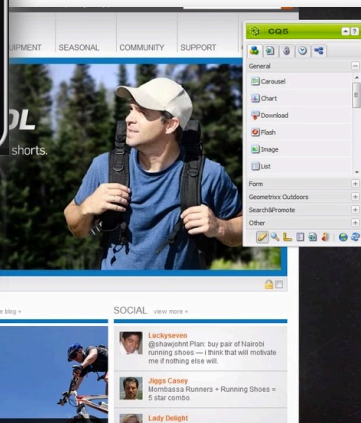 CQ5
UIPMENT SEASONAL COMMUNITY SUPPORT
General
Carousel
Chart
Download
Flash
Image
List
Form
Geometrixx Outdoors
Search&Promote
Other
OL
shorts.
e blog »
SOCIAL view more »
Luckyseven
@shawjohnt Plan: buy pair of Nairobi
running shoes — i think that will motivate
me if nothing else will.
Jiggs Casey
Mombassa Runners + Running Shoes =
5 star combo.
Lady Delight